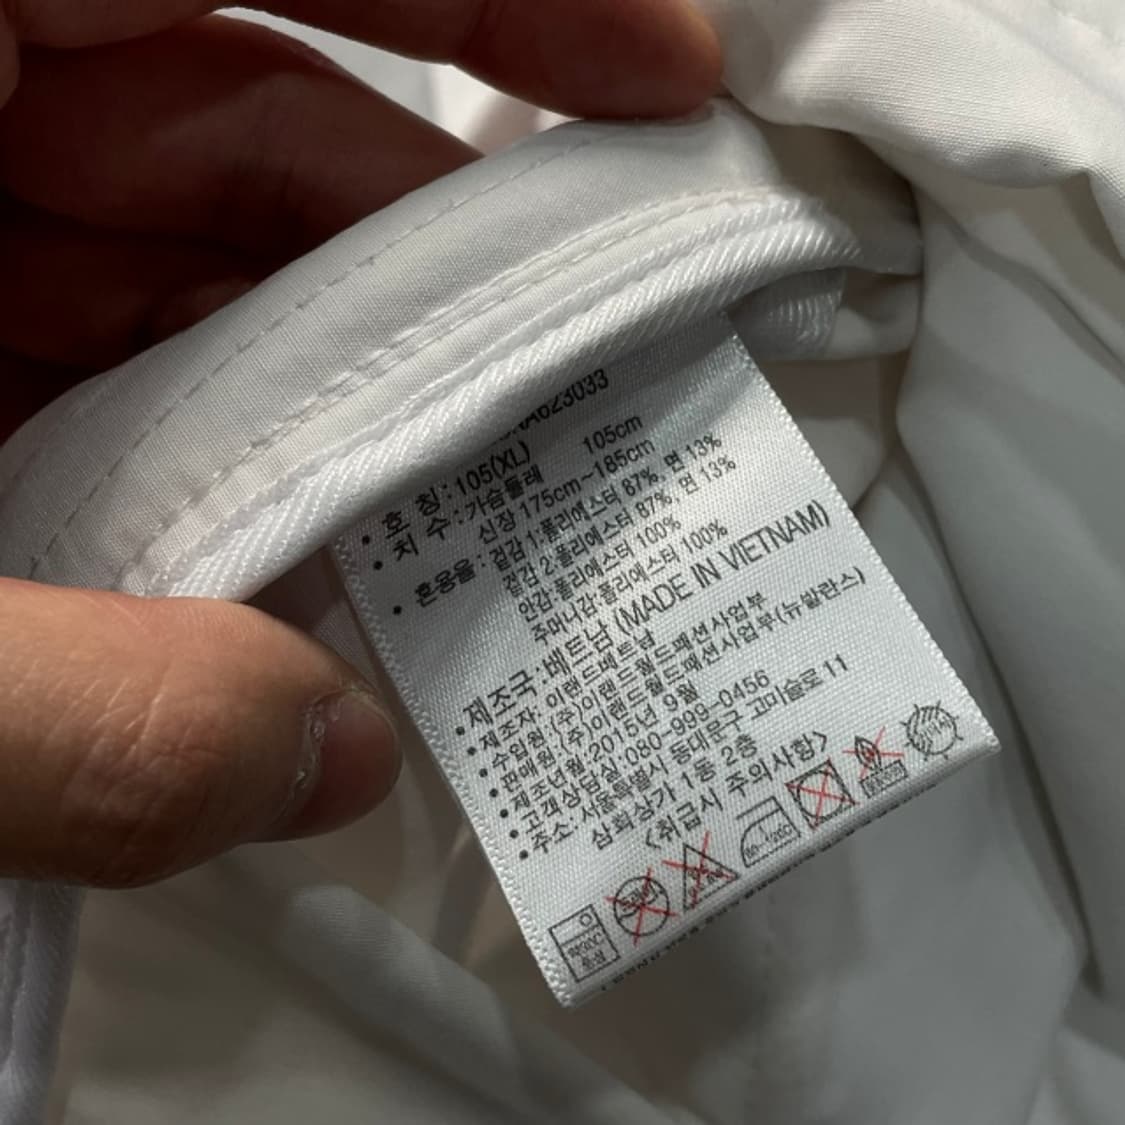 NA623033
• 호 칭 : 105(XL)
• 치 수 : 가슴둘레 105cm
신장 175cm~185cm
• 혼용율 : 겉감 1:폴리에스터 87%, 면 13%
겉감 2:폴리에스터 87%, 면 13%
안감:폴리에스터 100%
주머니감:폴리에스터 100%
• 제조국 : 베트남 (MADE IN VIETNAM)
• 제조자: 이랜드베트남
• 수입원:(주)이랜드월드패션사업부
• 판매원:(주)이랜드월드패션사업부(뉴발란스)
• 제조년월:2015년 9월
• 고객상담실:080-999-0456
• 주소: 서울특별시 동대문구 고미술로 11
삼희상가 1동 2층
<취급시 주의사항>
약30℃
중성